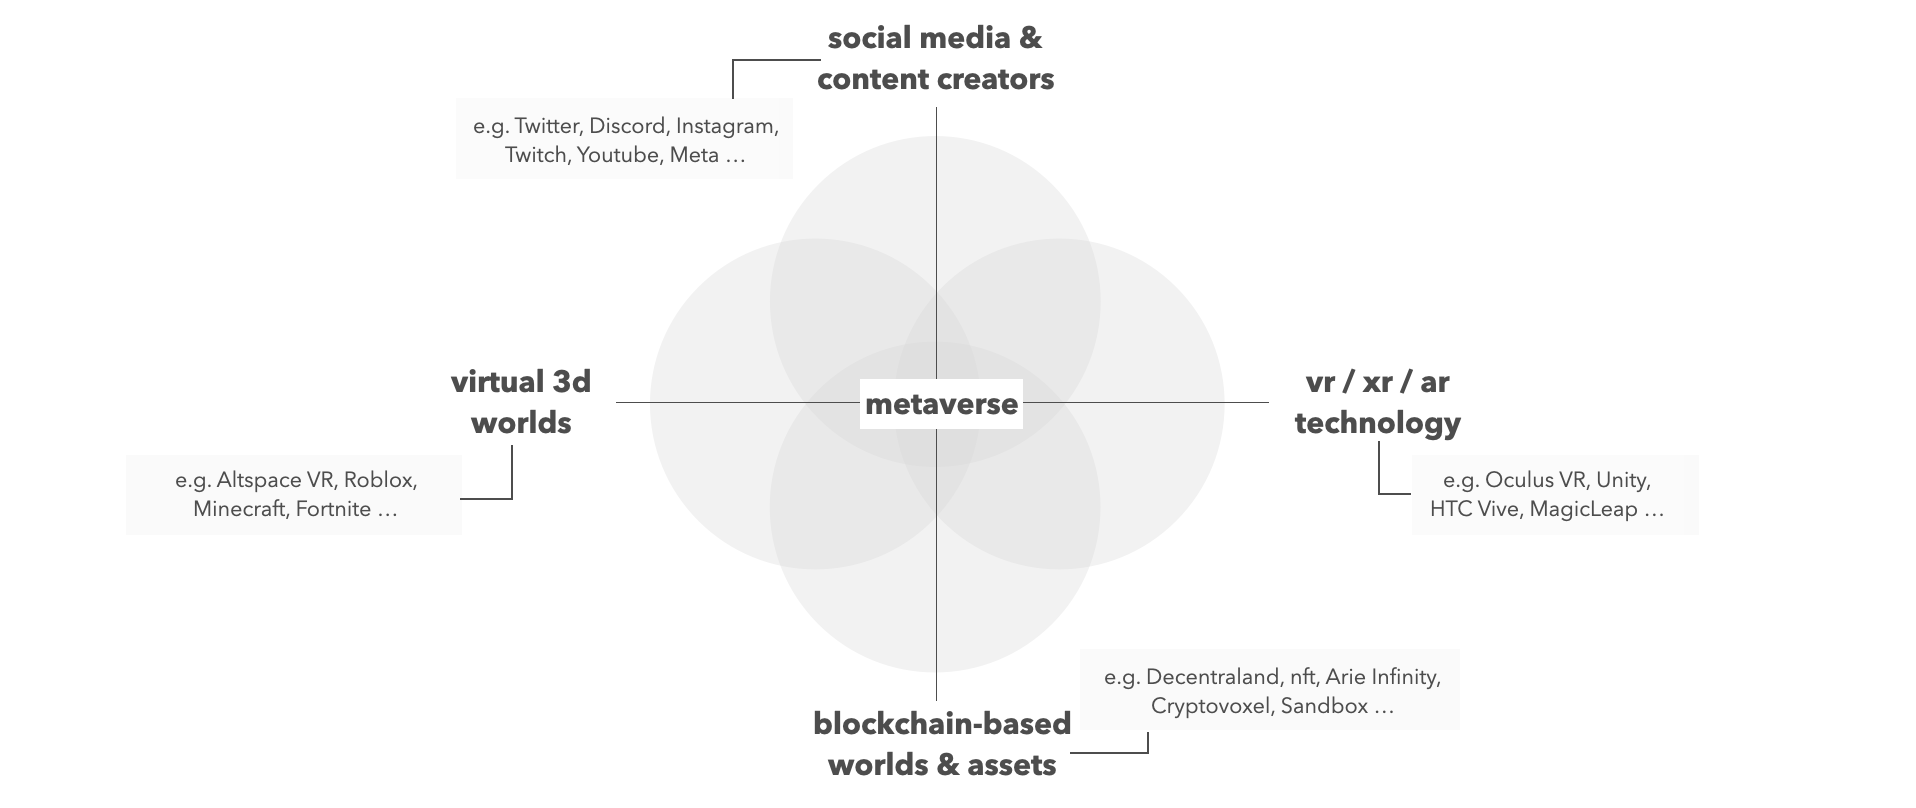 social media &
content creators
e.g. Twitter, Discord, Instagram,
Twitch, Youtube, Meta …
virtual 3d
worlds
e.g. Altspace VR, Roblox,
Minecraft, Fortnite …
metaverse
vr / xr / ar
technology
e.g. Oculus VR, Unity,
HTC Vive, MagicLeap …
e.g. Decentraland, nft, Arie Infinity,
Cryptovoxel, Sandbox …
blockchain-based
worlds & assets